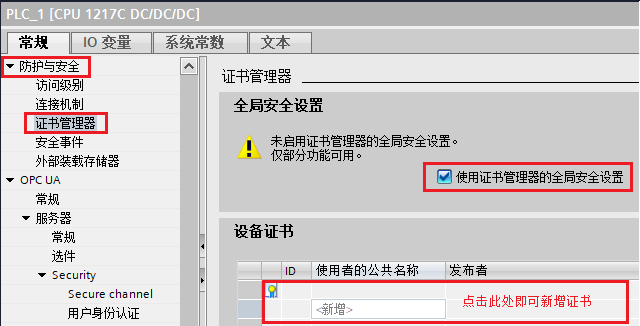 PLC_1 [CPU 1217C DC/DC/DC]
常规 IO 变量 系统常数 文本
防护与安全
访问级别
连接机制
证书管理器
安全事件
外部装载存储器
OPC UA
常规
服务器
常规
选件
Security
Secure channel
用户身份认证
证书管理器
全局安全设置
未启用证书管理器的全局安全设置。
仅部分功能可用。
使用证书管理器的全局安全设置
设备证书
ID 使用者的公共名称 发布者
<新增>
点击此处即可新增证书